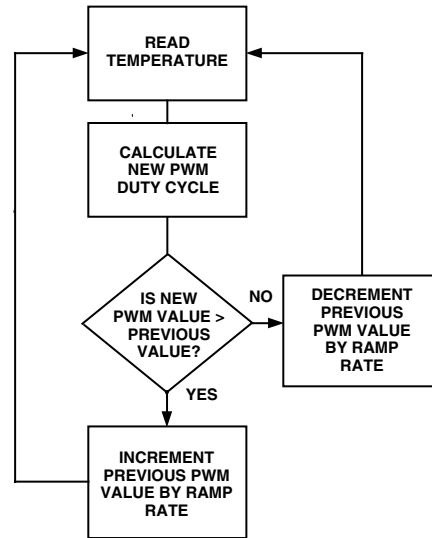 READ
TEMPERATURE
CALCULATE
NEW PWM
DUTY CYCLE
IS NEW
PWM VALUE >
PREVIOUS
VALUE?
NO
DECREMENT
PREVIOUS
PWM VALUE
BY RAMP
RATE
YES
INCREMENT
PREVIOUS PWM
VALUE BY RAMP
RATE